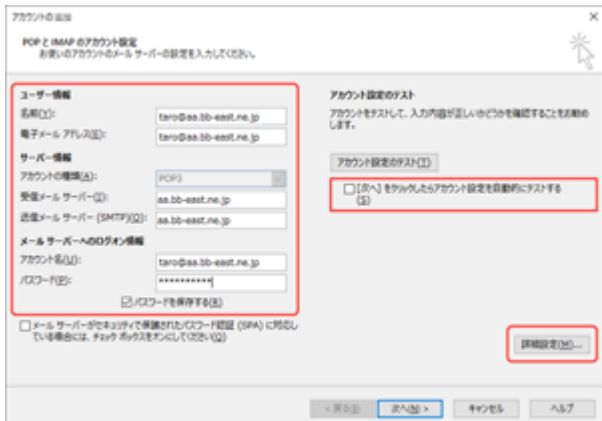 アカウントの追加
POP と IMAP のアカウント設定
お使いのアカウントのメール サーバーの設定を入力してください。
ユーザー情報
名前(Y):
taro@aa.bb-east.ne.jp
電子メール アドレス(E):
taro@aa.bb-east.ne.jp
サーバー情報
アカウントの種類(A):
POP3
受信メール サーバー(I):
aa.bb-east.ne.jp
送信メール サーバー (SMTP)(O):
aa.bb-east.ne.jp
メール サーバーへのログオン情報
アカウント名(U):
taro@aa.bb-east.ne.jp
パスワード(P):
**********
パスワードを保存する(R)
メール サーバーがセキュリティで保護されたパスワード認証 (SPA) に対応し
ている場合には、チェック ボックスをオンにしてください(Q)
アカウント設定のテスト
アカウントをテストして、入力内容が正しいかどうかを確認することをお勧め
します。
アカウント設定のテスト(T)
[次へ] をクリックしたらアカウント設定を自動的にテストする
(S)
詳細設定(M)...
< 戻る(B)
次へ(N) >
キャンセル
ヘルプ